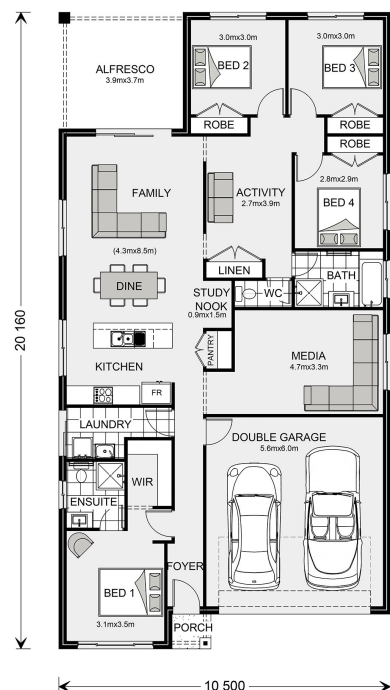 ALFRESCO
3.9mx3.7m
3.0mx3.0m
BED 2
3.0mx3.0m
BED 3
ROBE
ROBE
ROBE
FAMILY
ACTIVITY
2.7mx3.9m
2.8mx2.9m
BED 4
(4.3mx8.5m)
DINE
LINEN
BATH
WC
STUDY
NOOK
0.9mx1.5m
PANTRY
MEDIA
4.7mx3.3m
KITCHEN
FR
LAUNDRY
DOUBLE GARAGE
5.6mx6.0m
WIR
ENSUITE
FOYER
BED 1
3.1mx3.5m
PORCH
20 160
10 500